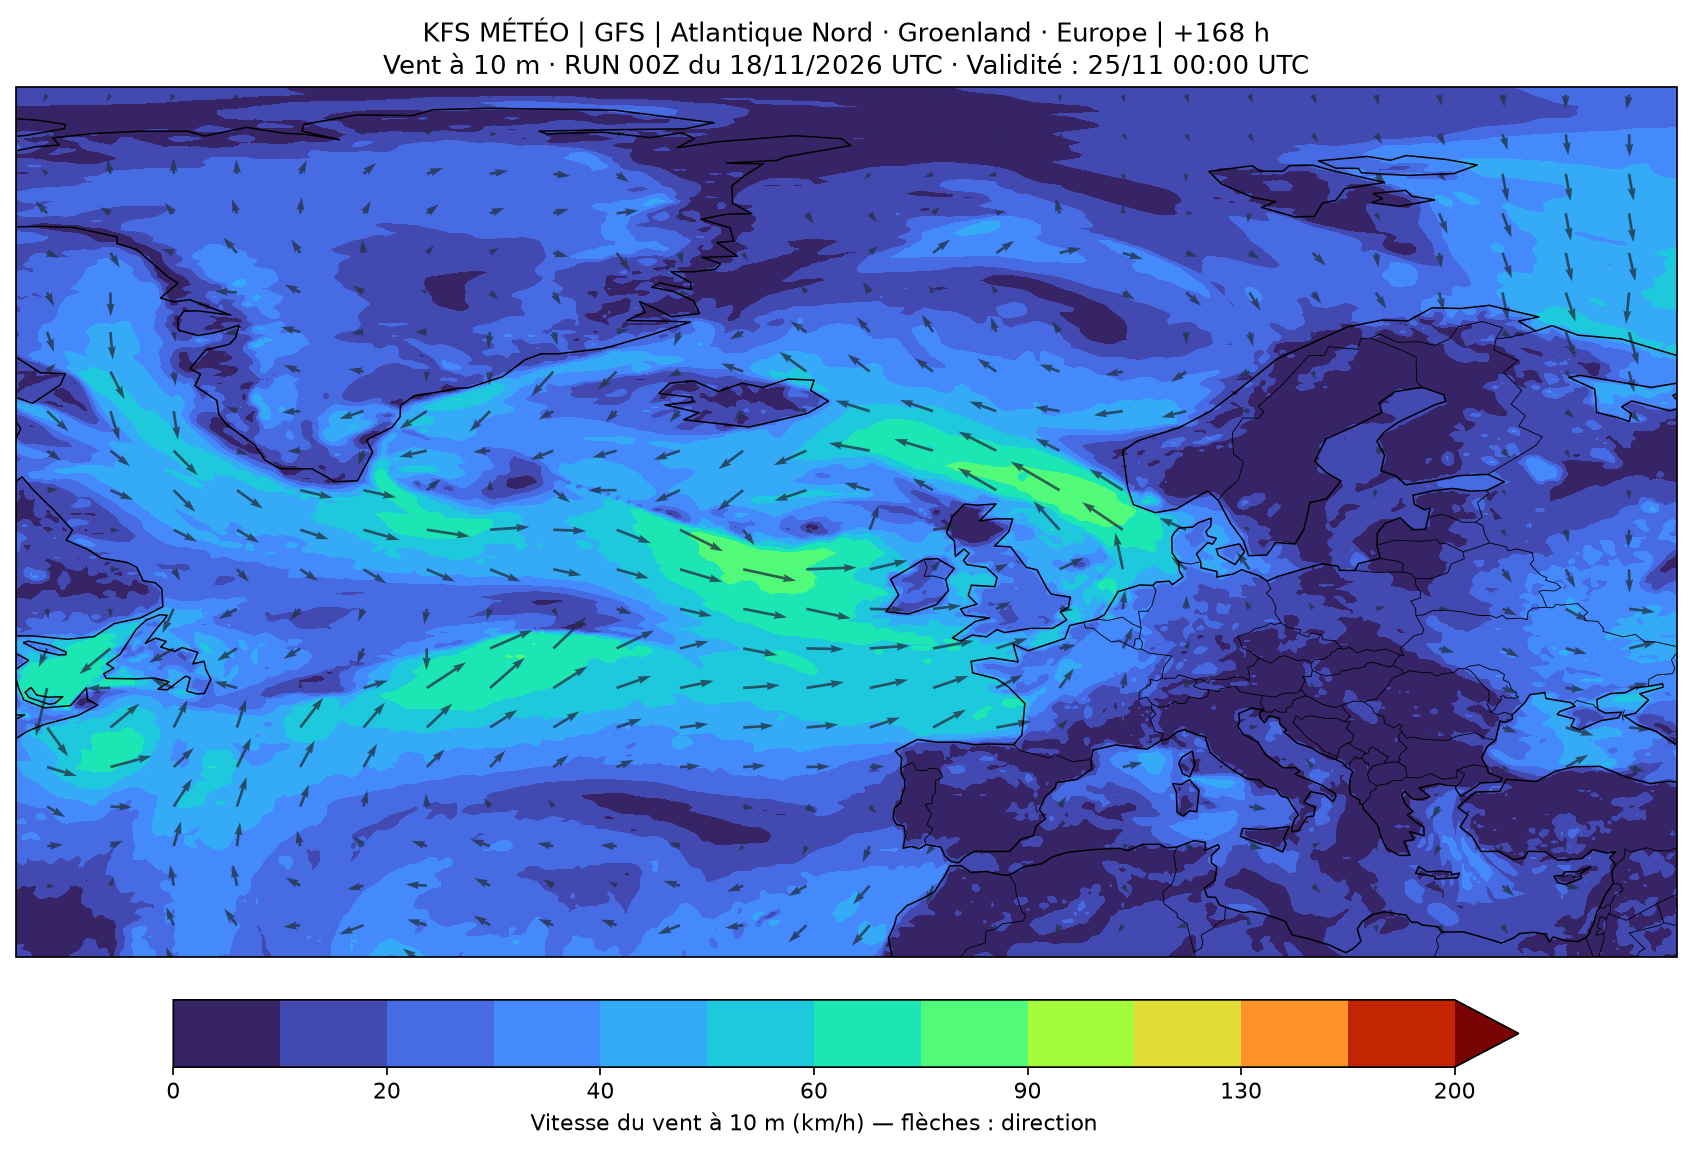 KFS MÉTÉO | GFS | Atlantique Nord · Groenland · Europe | +168 h
Vent à 10 m · RUN 00Z du 18/11/2026 UTC · Validité : 25/11 00:00 UTC
0 20 40 60 90 130 200
Vitesse du vent à 10 m (km/h) — flèches : direction